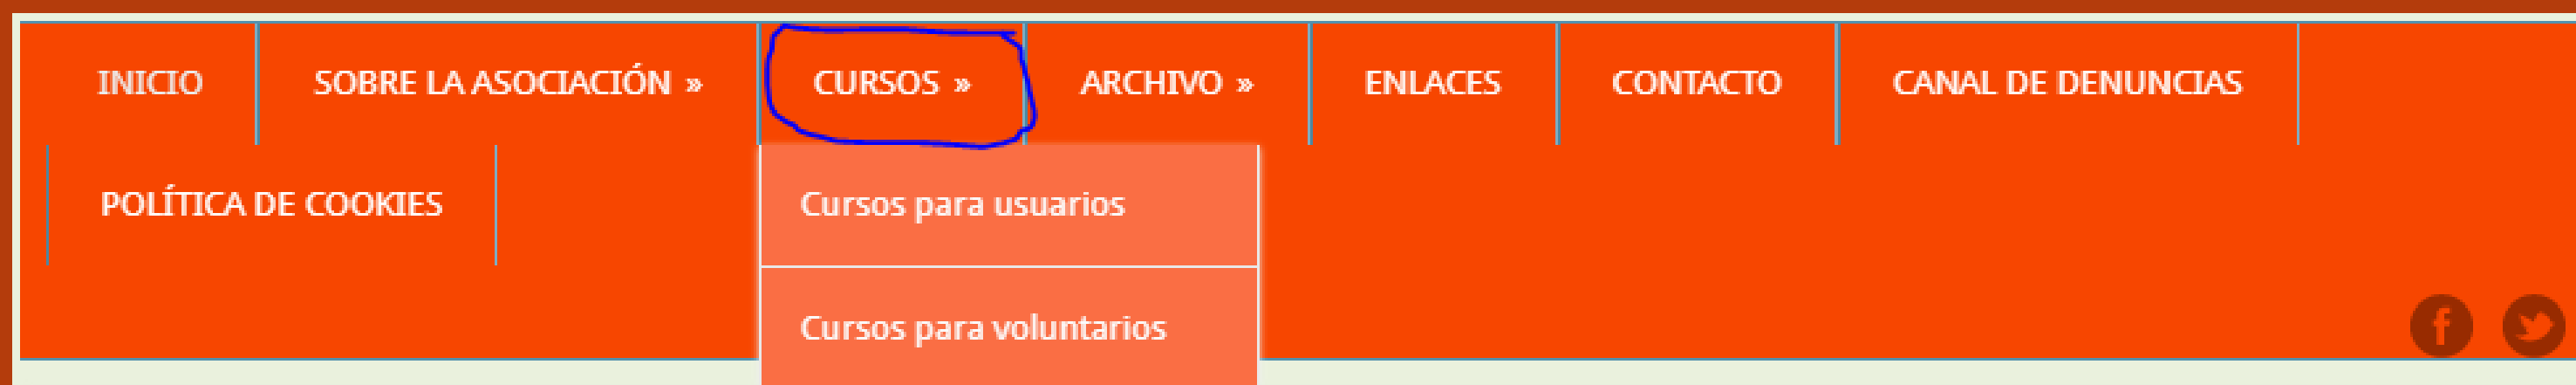 INICIO SOBRE LA ASOCIACIÓN » CURSOS » ARCHIVO » ENLACES CONTACTO CANAL DE DENUNCIAS
POLÍTICA DE COOKIES Cursos para usuarios
Cursos para voluntarios